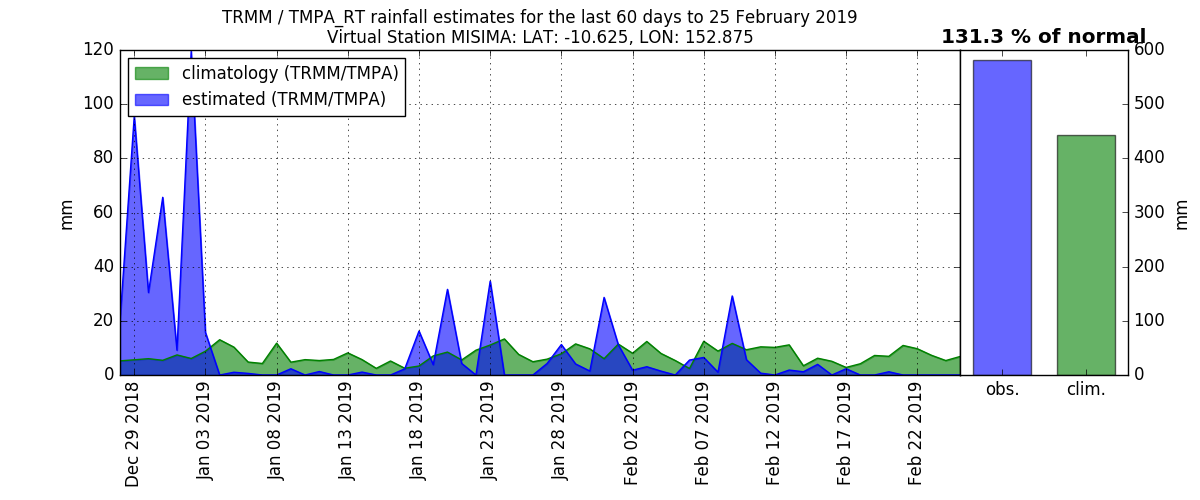 TRMM / TMPA_RT rainfall estimates for the last 60 days to 25 February 2019
Virtual Station MISIMA: LAT: -10.625, LON: 152.875
131.3 % of normal
climatology (TRMM/TMPA)
estimated (TRMM/TMPA)
120
100
80
60
40
20
0
mm
Dec 29 2018
Jan 03 2019
Jan 08 2019
Jan 13 2019
Jan 18 2019
Jan 23 2019
Jan 28 2019
Feb 02 2019
Feb 07 2019
Feb 12 2019
Feb 17 2019
Feb 22 2019
600
500
400
300
200
100
0
mm
obs.
clim.